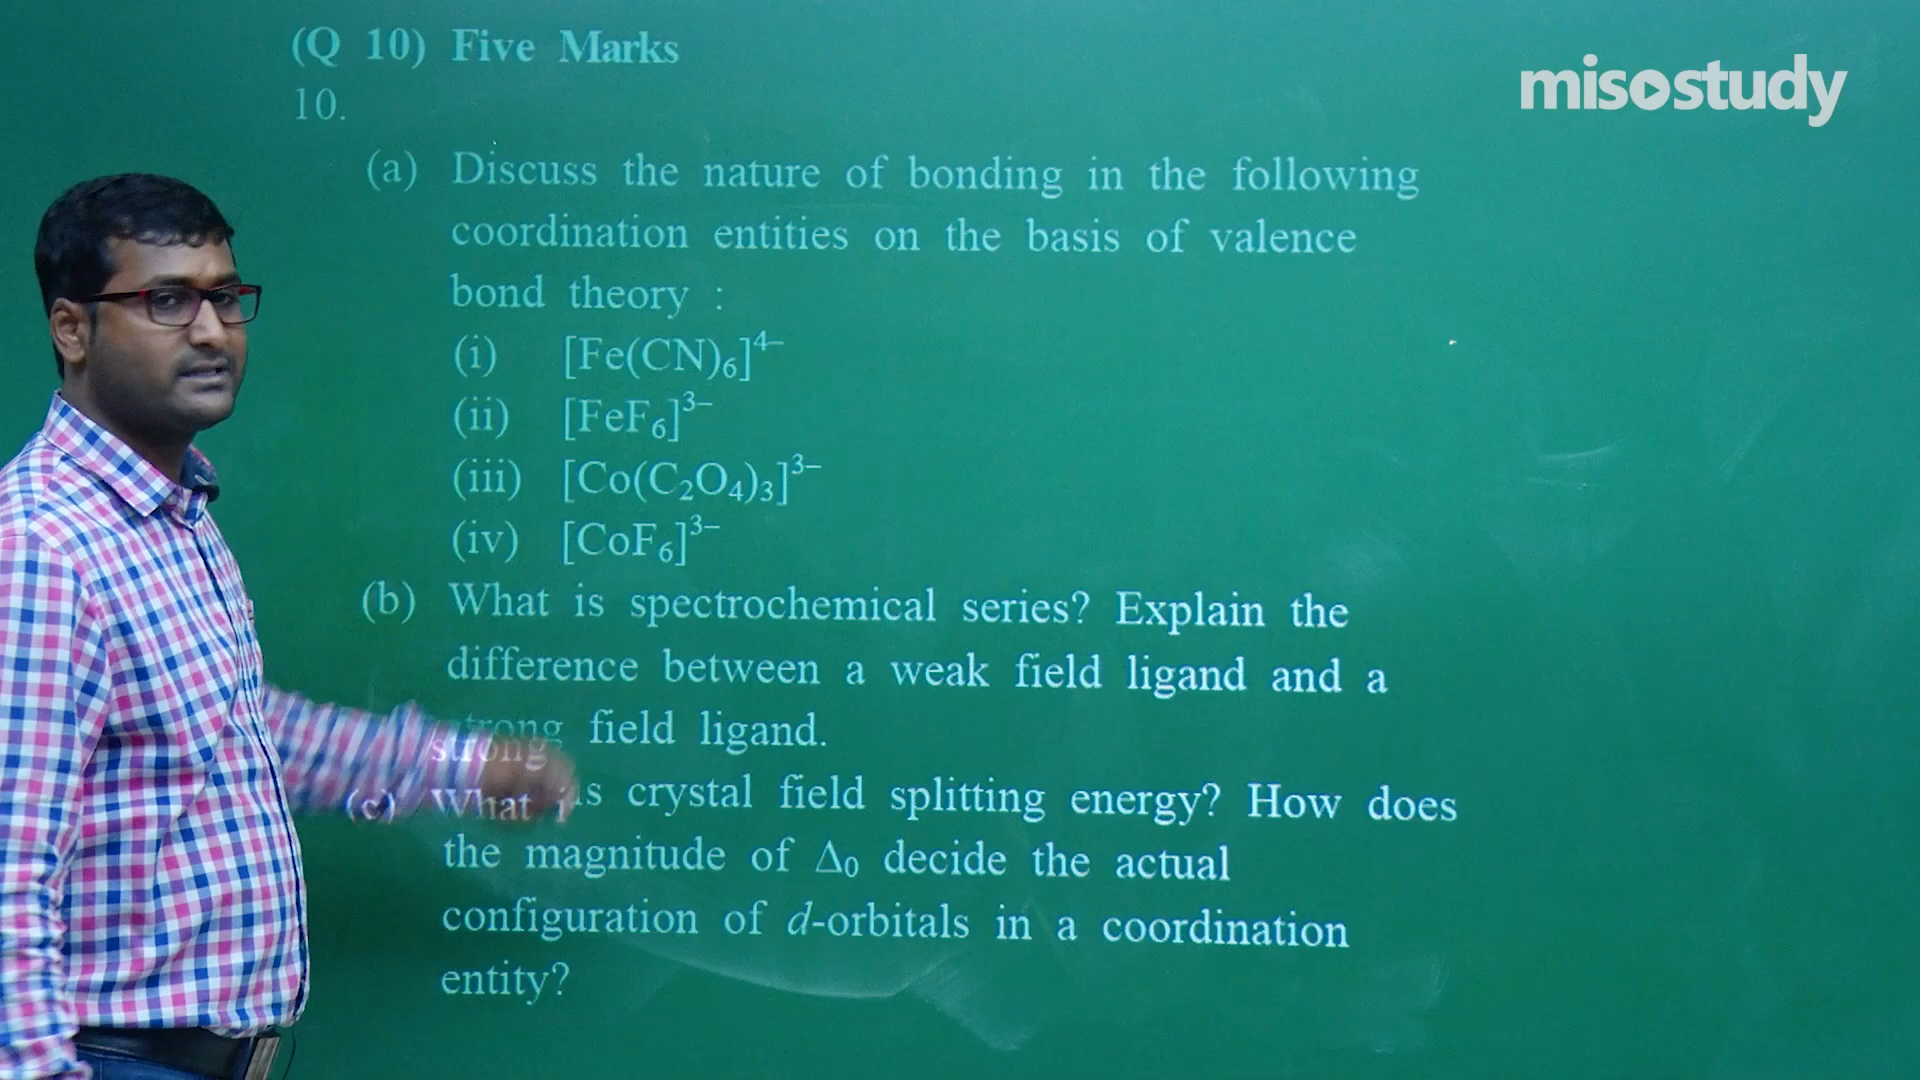 (Q 10) Five Marks
misostudy
10.
(a) Discuss the nature of bonding in the following
coordination entities on the basis of valence
bond theory :
(i) [Fe(CN)₆]⁴⁻
(ii) [FeF₆]³⁻
(iii) [Co(C₂O₄)₃]³⁻
(iv) [CoF₆]³⁻
(b) What is spectrochemical series? Explain the
difference between a weak field ligand and a
strong field ligand.
(c) What is crystal field splitting energy? How does
the magnitude of Δ₀ decide the actual
configuration of d-orbitals in a coordination
entity?